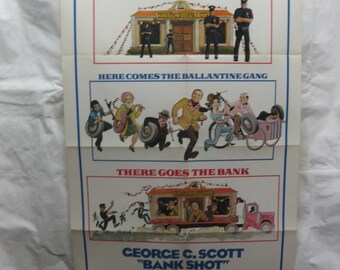 HERE COMES THE BALLANTINE GANG
THERE GOES THE BANK
GEORGE C. SCOTT
"BANK SHOT"